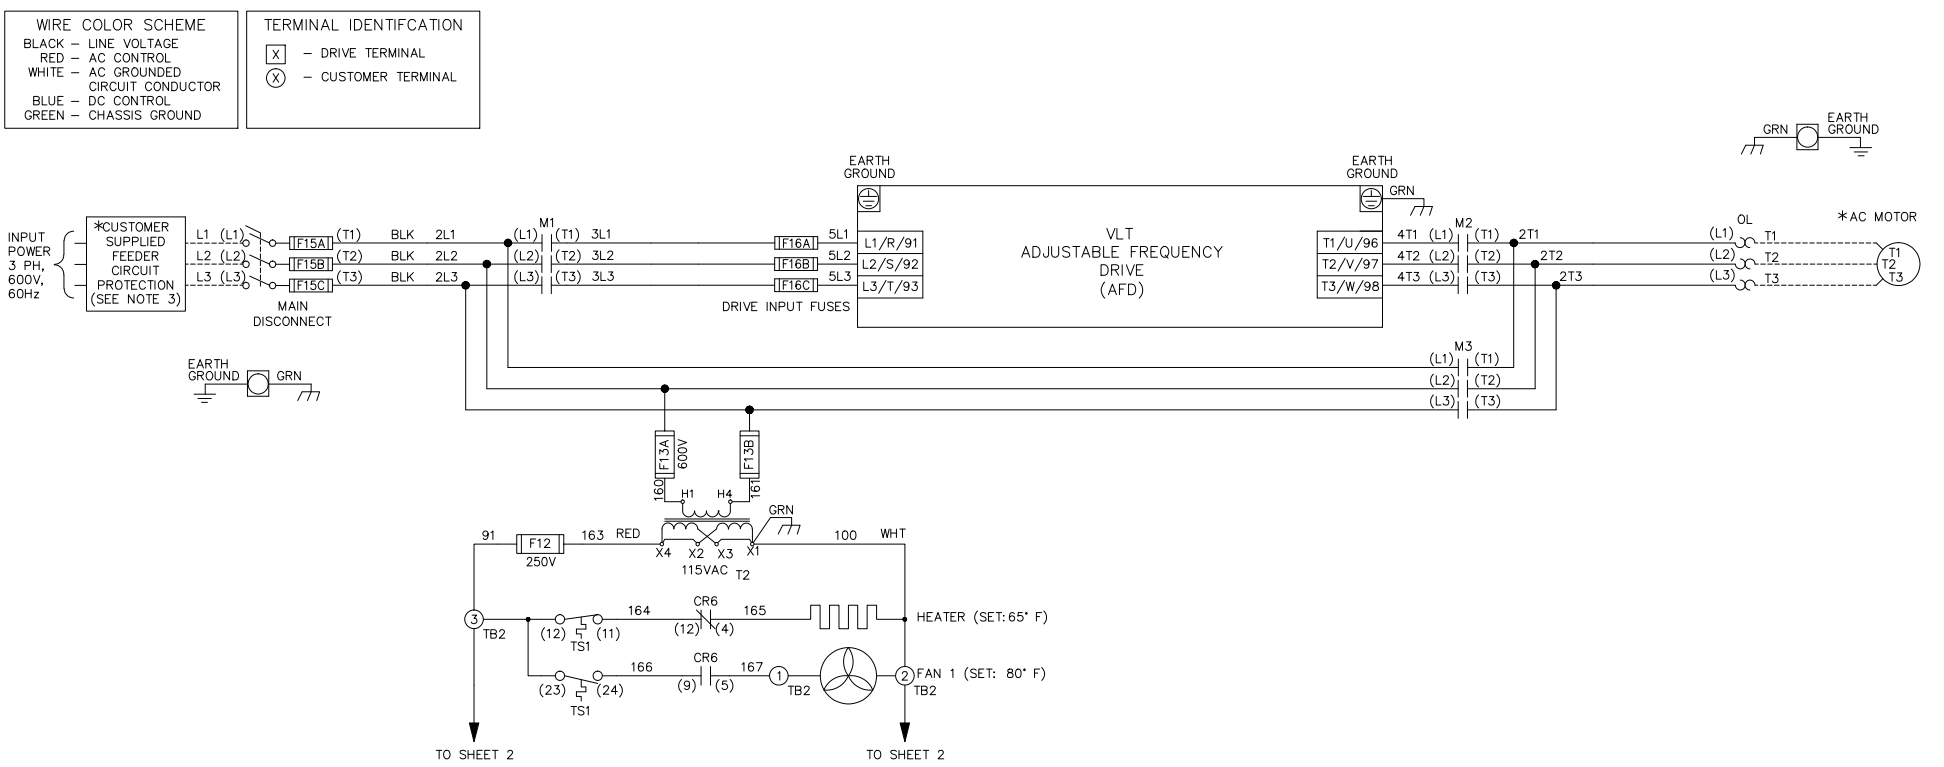 WIRE COLOR SCHEME
BLACK – LINE VOLTAGE
RED – AC CONTROL
WHITE – AC GROUNDED
CIRCUIT CONDUCTOR
BLUE – DC CONTROL
GREEN – CHASSIS GROUND
TERMINAL IDENTIFCATION
X – DRIVE TERMINAL
X – CUSTOMER TERMINAL
GRN
EARTH
GROUND
INPUT
POWER
3 PH,
600V,
60Hz
*CUSTOMER
SUPPLIED
FEEDER
CIRCUIT
PROTECTION
(SEE NOTE 3)
L1 (L1) F15A (T1) BLK 2L1 (L1) M1 (T1) 3L1 F16A 5L1 L1/R/91
L2 (L2) F15B (T2) BLK 2L2 (L2) (T2) 3L2 F16B 5L2 L2/S/92
L3 (L3) F15C (T3) BLK 2L3 (L3) (T3) 3L3 F16C 5L3 L3/T/93
MAIN
DISCONNECT
DRIVE INPUT FUSES
EARTH
GROUND
VLT
ADJUSTABLE FREQUENCY
DRIVE
(AFD)
EARTH
GROUND
GRN
T1/U/96 4T1 (L1) M2 (T1) 2T1 (L1) OL T1
T2/V/97 4T2 (L2) (T2) 2T2 (L2) T2
T3/W/98 4T3 (L3) (T3) 2T3 (L3) T3
*AC MOTOR
T1
T2
T3
M3
(L1) (T1)
(L2) (T2)
(L3) (T3)
EARTH
GROUND
GRN
F13A
600V
F13B
160
161
H1 H4
GRN
91 F12 163 RED
250V
X4 X2 X3 X1
115VAC T2
100 WHT
3
TB2
(12) (11)
TS1
164 CR6 165
(12) (4)
HEATER (SET: 65° F)
(23) (24)
TS1
166 CR6 167
(9) (5)
1
TB2
2
TB2
FAN 1 (SET: 80° F)
TO SHEET 2
TO SHEET 2